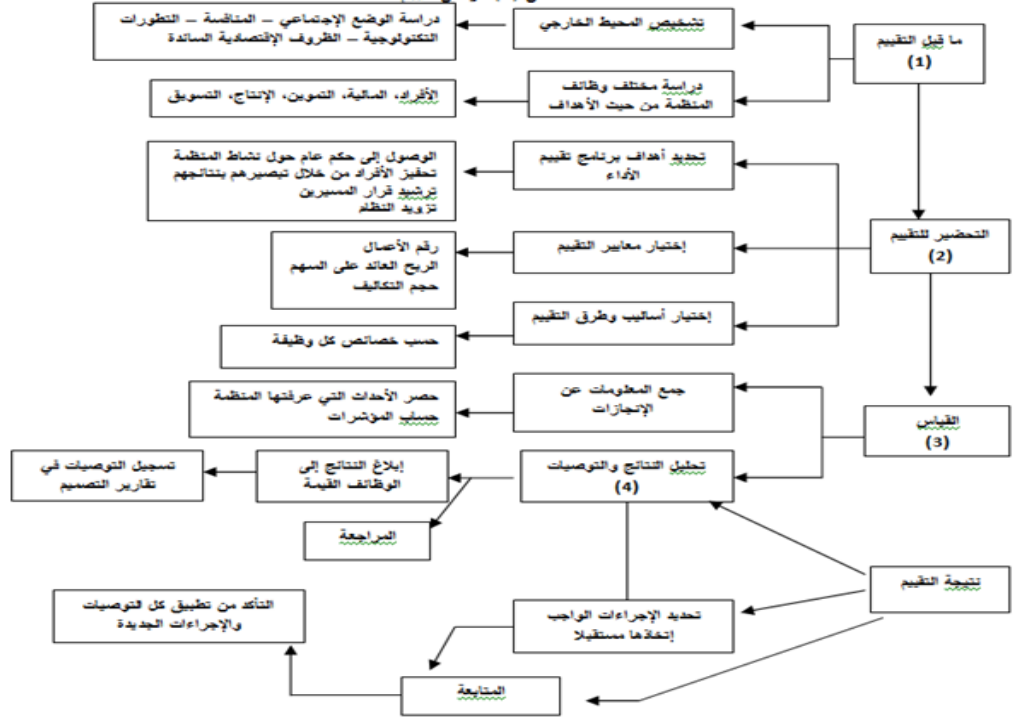 ما قبل التقييم
(1)
تشخيص المحيط الخارجي
دراسة الوضع الإجتماعي – المنافسة – التطورات
التكنولوجية – الظروف الإقتصادية السائدة
دراسة مختلف وظائف
المنظمة من حيث الأهداف
الأفراد، المالية، التموين، الإنتاج، التسويق
التحضير للتقييم
(2)
تحديد أهداف برنامج تقييم
الأداء
الوصول إلى حكم عام حول نشاط المنظمة
تحفيز الأفراد من خلال تبصيرهم بنتائجهم
ترشيد قرار المسيرين
تزويد النظام
إختيار معايير التقييم
رقم الأعمال
الربح العائد على السهم
حجم التكاليف
إختيار أساليب وطرق التقييم
حسب خصائص كل وظيفة
القياس
(3)
جمع المعلومات عن
الإنجازات
حصر الأحداث التي عرفتها المنظمة
حساب المؤشرات
تحليل النتائج والتوصيات
(4)
إبلاغ النتائج إلى
الوظائف القيمة
تسجيل التوصيات في
تقارير التصميم
المراجعة
نتيجة التقييم
تحديد الإجراءات الواجب
إتخاذها مستقبلا
المتابعة
التأكد من تطبيق كل التوصيات
والإجراءات الجديدة